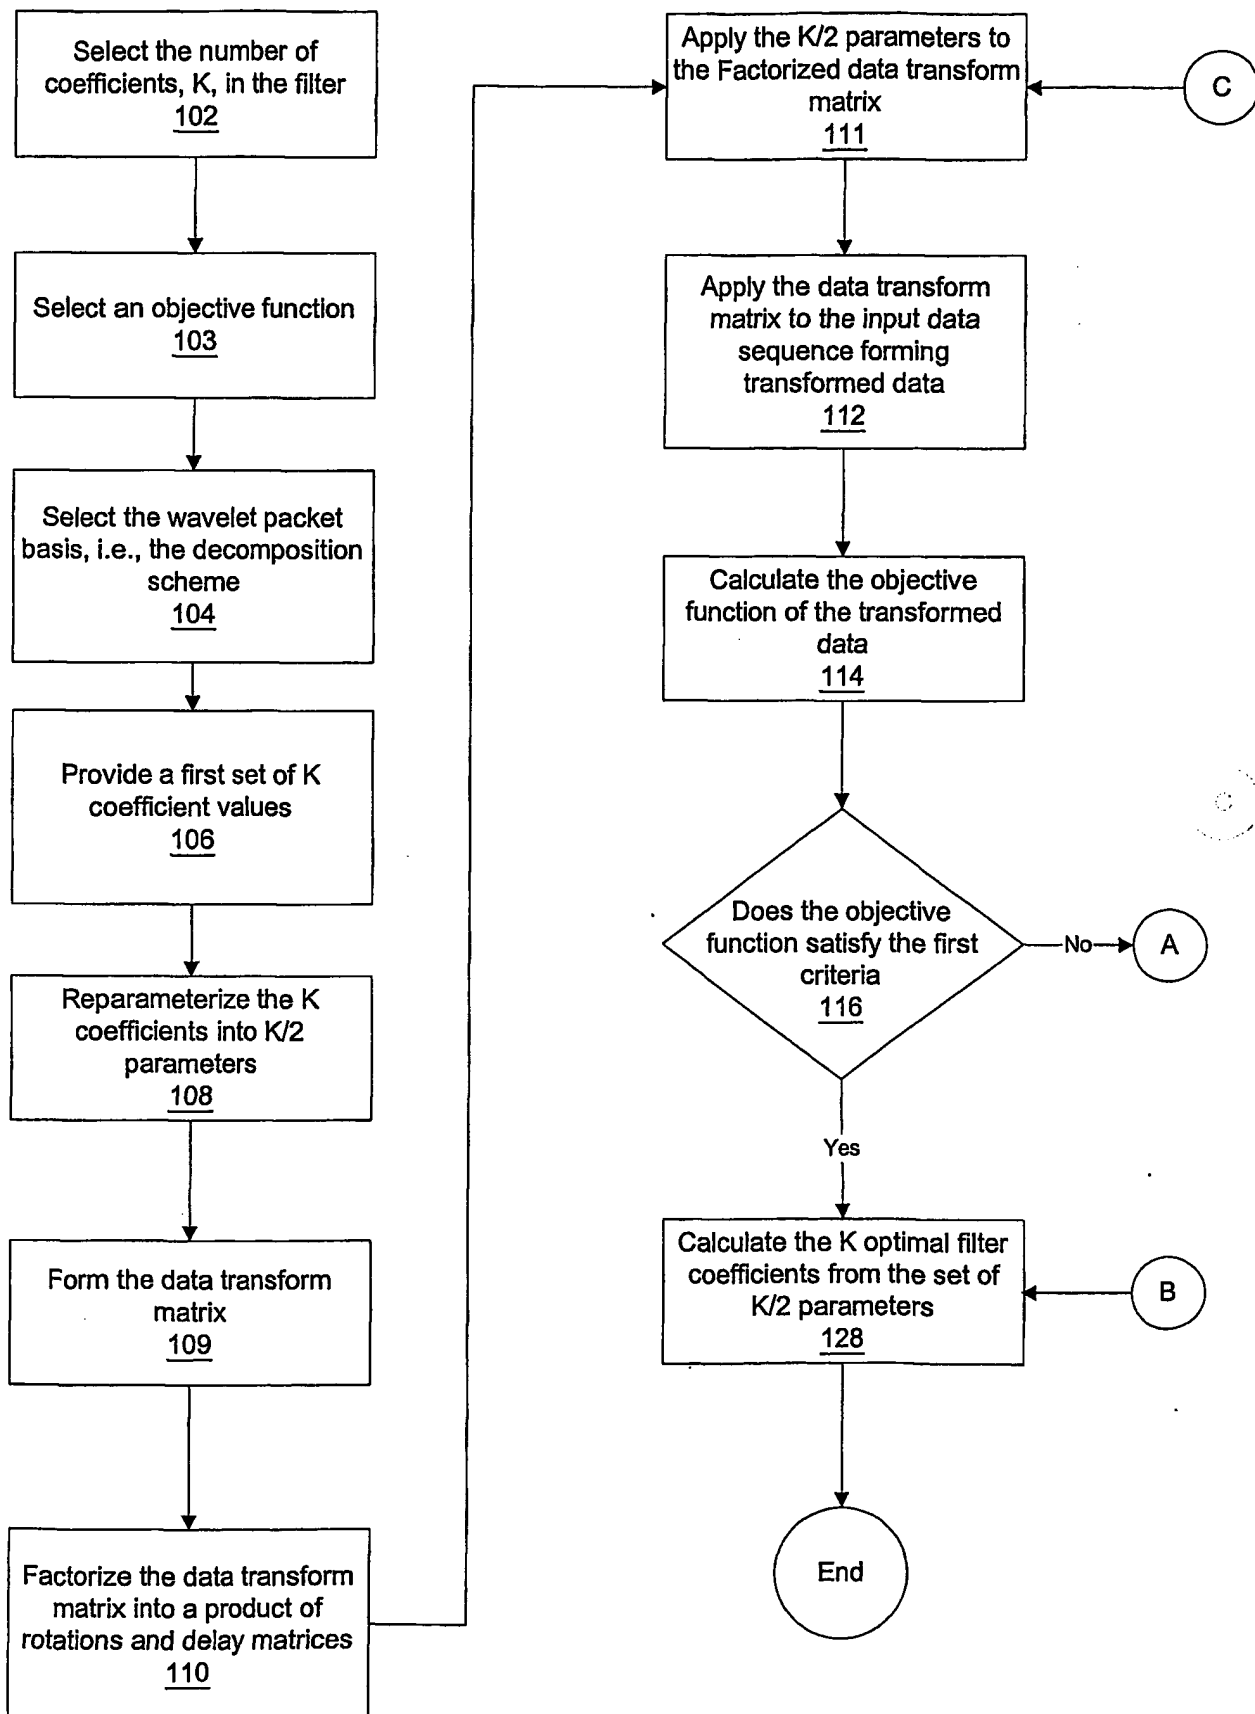 Select the number of
coefficients, K, in the filter
102
Select an objective function
103
Select the wavelet packet
basis, i.e., the decomposition
scheme
104
Provide a first set of K
coefficient values
106
Reparameterize the K
coefficients into K/2
parameters
108
Form the data transform
matrix
109
Factorize the data transform
matrix into a product of
rotations and delay matrices
110
Apply the K/2 parameters to
the Factorized data transform
matrix
111
C
Apply the data transform
matrix to the input data
sequence forming
transformed data
112
Calculate the objective
function of the transformed
data
114
Does the objective
function satisfy the first
criteria
116
No
A
Yes
Calculate the K optimal filter
coefficients from the set of
K/2 parameters
128
B
End